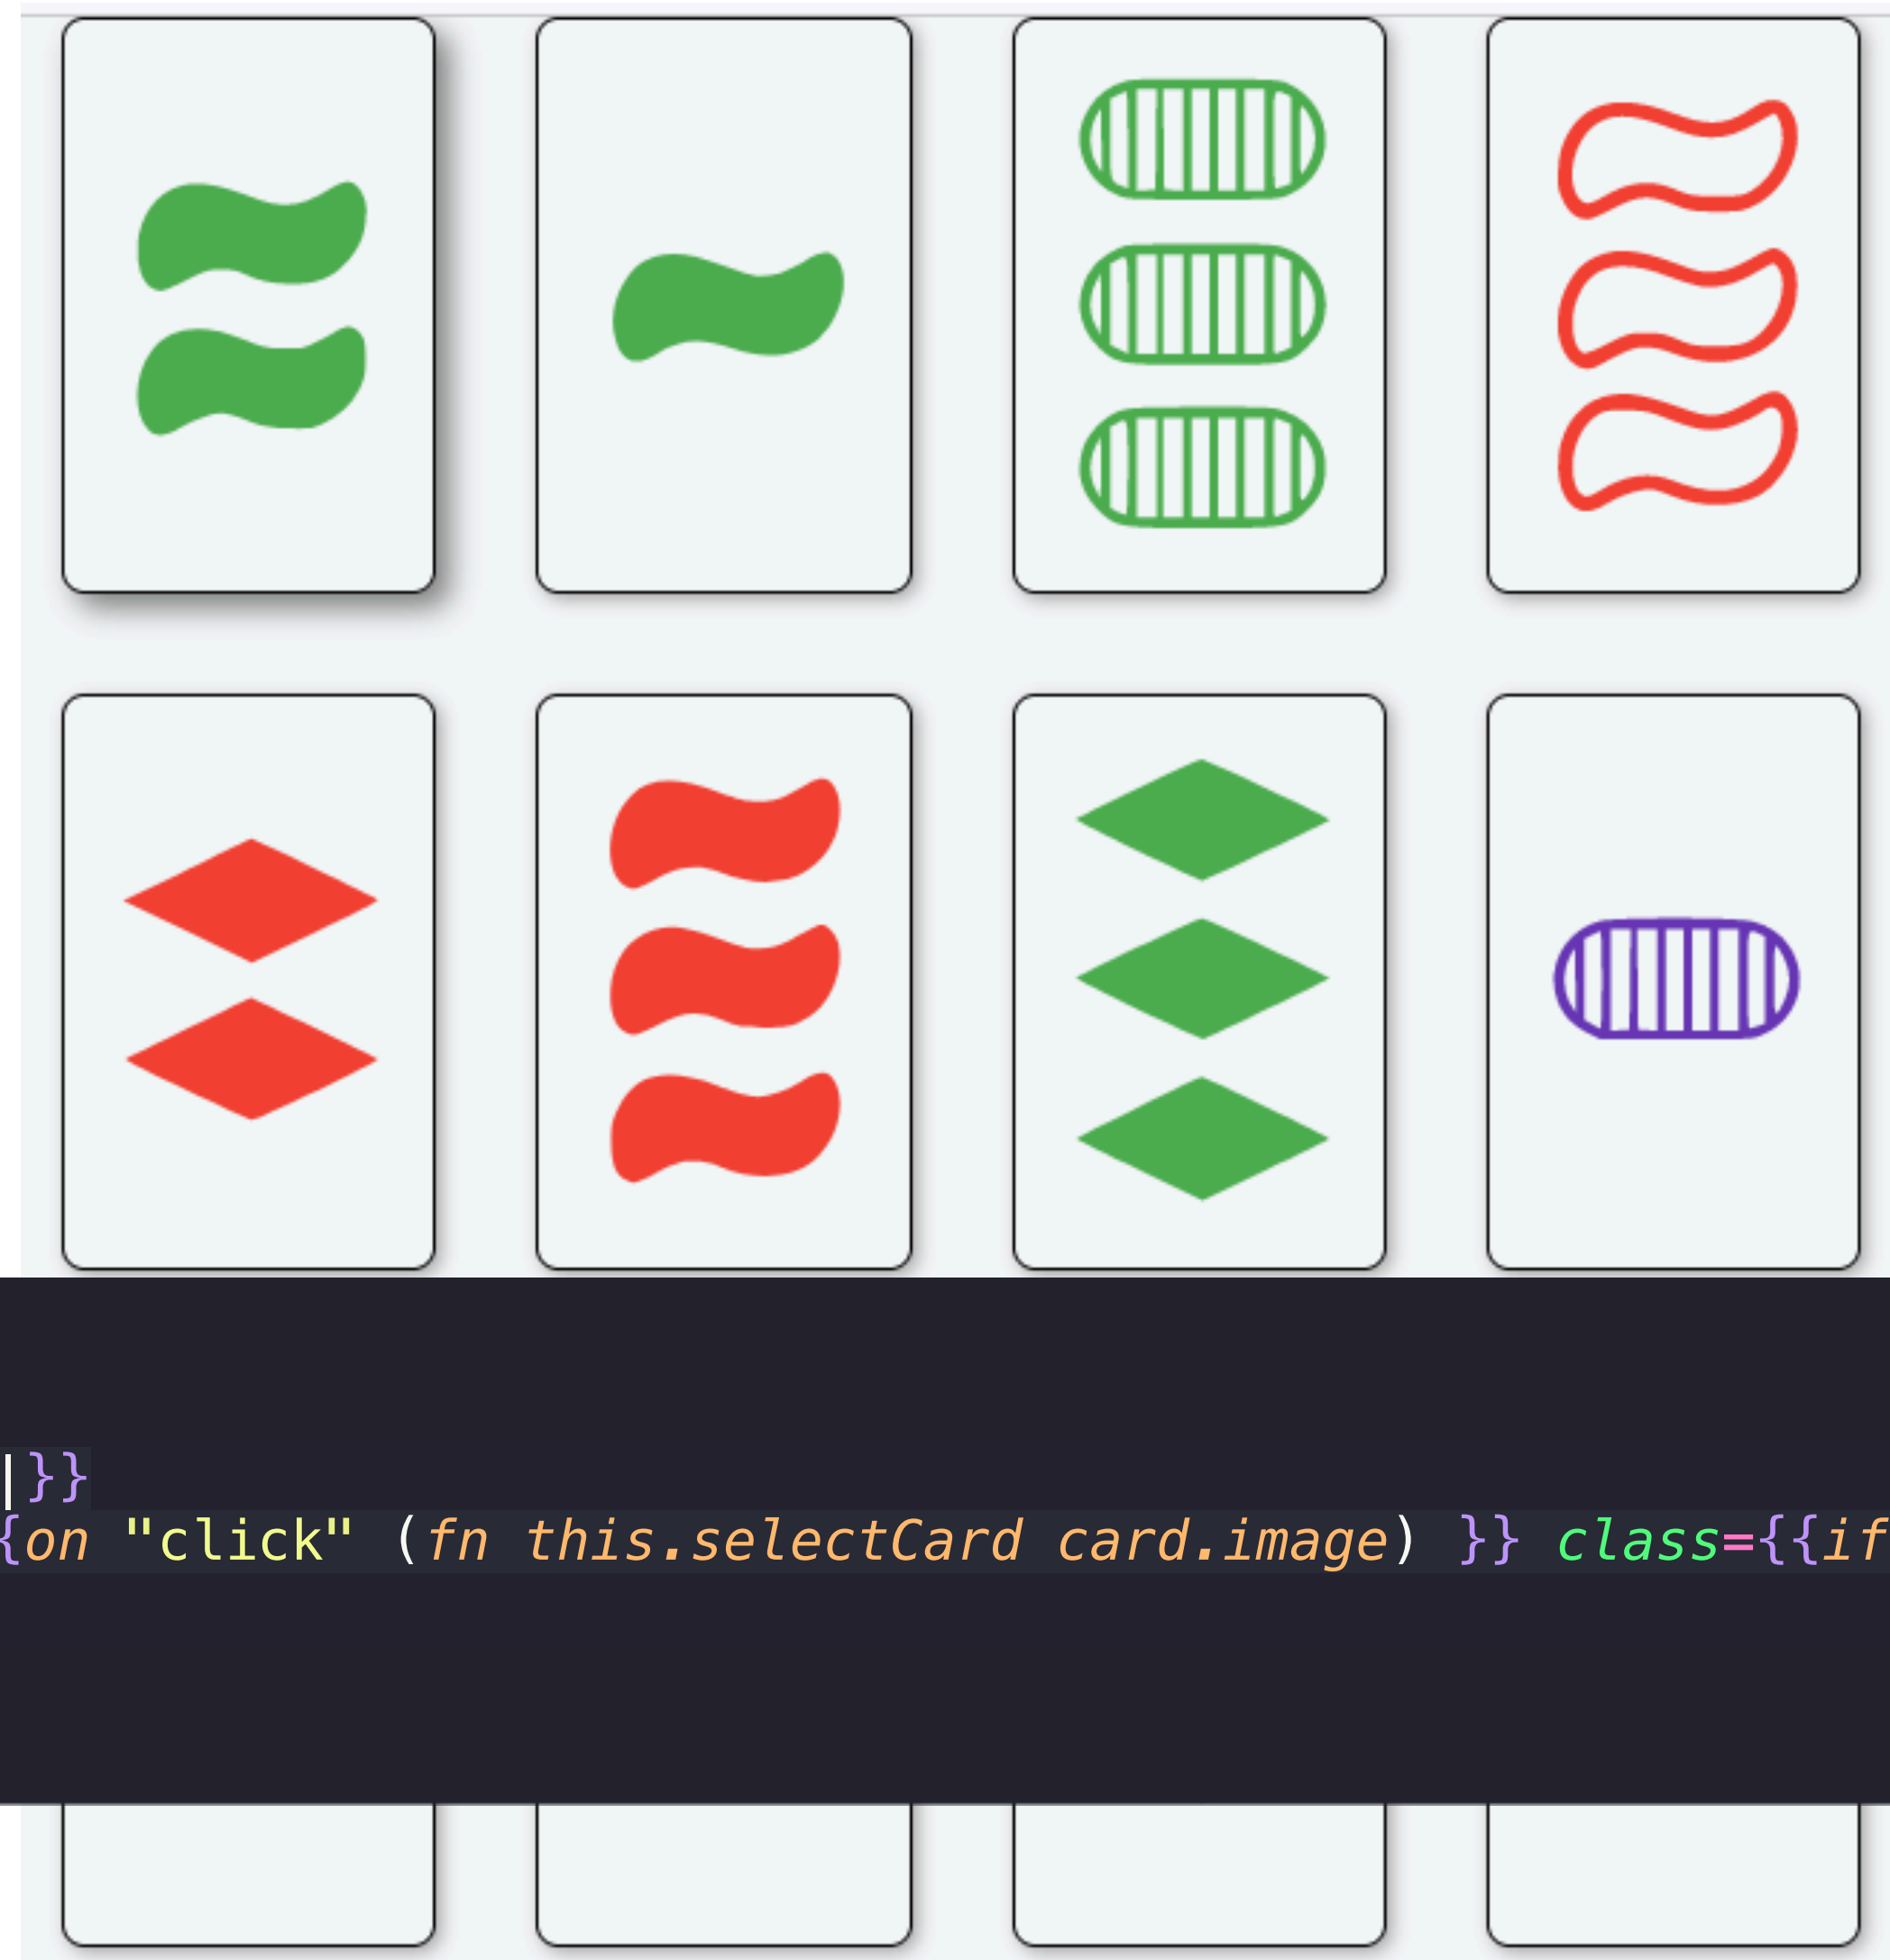 }}
{on "click" (fn this.selectCard card.image) }} class={{if